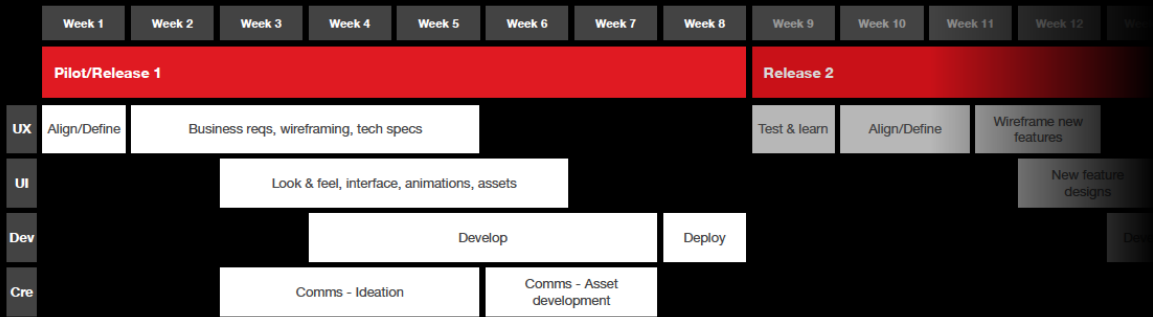 Week 1 Week 2 Week 3 Week 4 Week 5 Week 6 Week 7 Week 8 Week 9 Week 10 Week 11 Week 12
Pilot/Release 1 Release 2
UX Align/Define Business reqs, wireframing, tech specs Test & learn Align/Define Wireframe new
features
UI Look & feel, interface, animations, assets New feature
designs
Dev Develop Deploy
Cre Comms - Ideation Comms - Asset
development